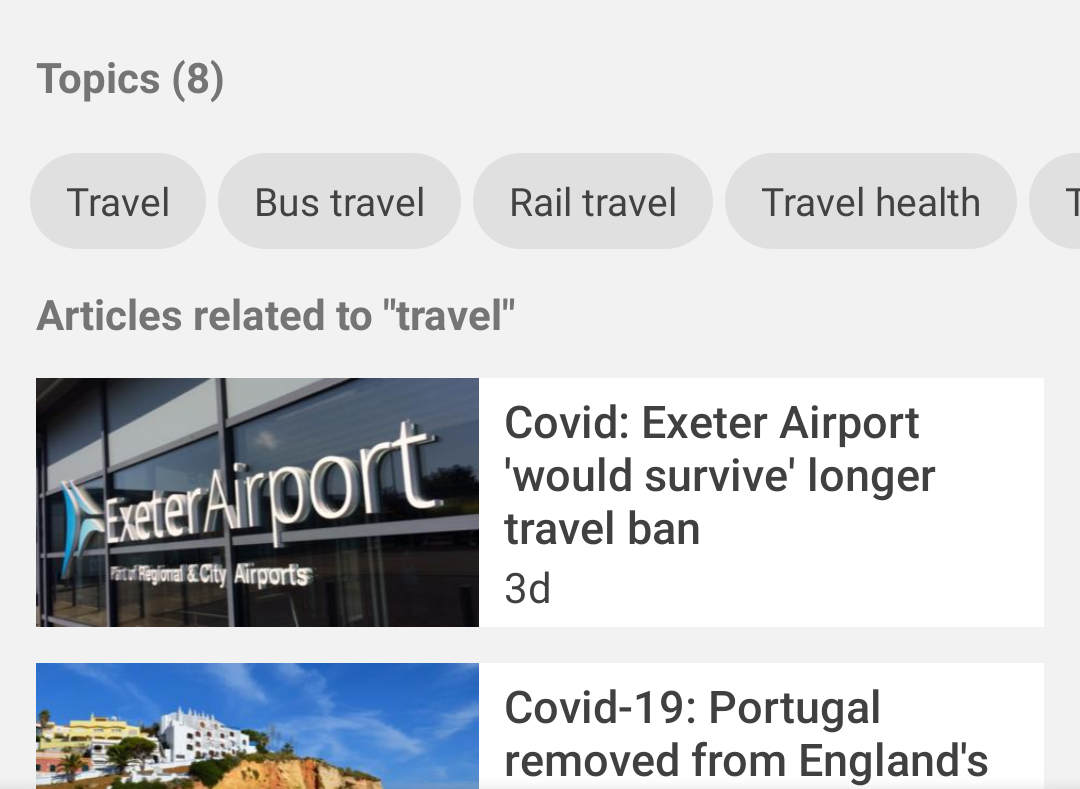 Topics (8)
Travel
Bus travel
Rail travel
Travel health
T
Articles related to "travel"
ExeterAirport
Part of Regional & City Airports
Covid: Exeter Airport
'would survive' longer
travel ban
3d
Covid-19: Portugal
removed from England's